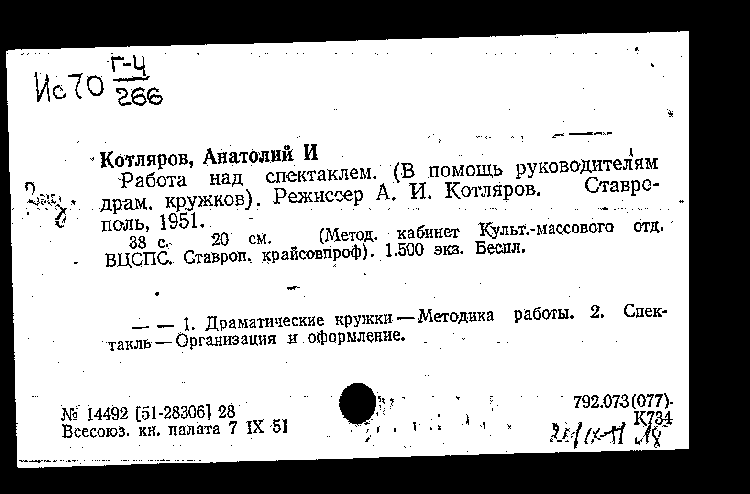 Ис70 Г-4
266
Котляров, Анатолий И
Работа над спектаклем. (В помощь руководителям
драм. кружков). Режиссер А. И. Котляров. Ставро-
поль, 1951.
38 с. 20 см. (Метод. кабинет Культ.-массового отд.
ВЦСПС. Ставроп. крайсовпроф). 1.500 экз. Беспл.
— — 1. Драматические кружки — Методика работы. 2. Спек-
такль — Организация и оформление.
№ 14492 [51-28306] 28
Всесоюз. кн. палата 7 IX 51
792.073(077).
К734